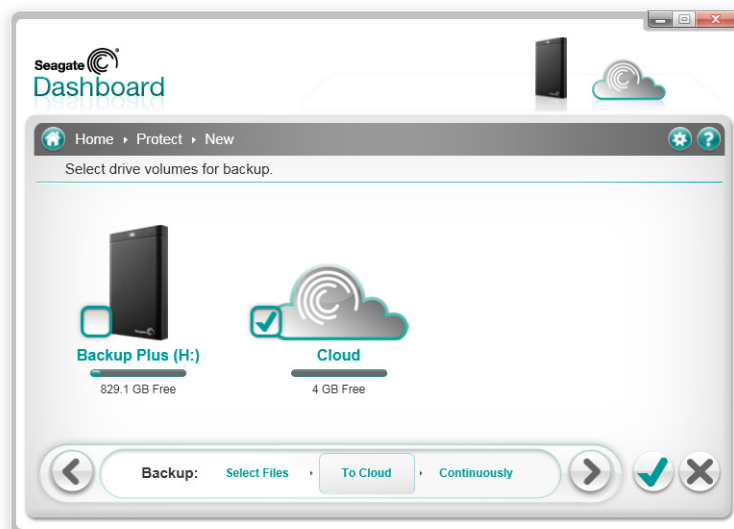 Seagate
Dashboard
Home ▸ Protect ▸ New
?
Select drive volumes for backup.
Backup Plus (H:) Cloud
829.1 GB Free 4 GB Free
Backup: Select Files ▸ To Cloud ▸ Continuously